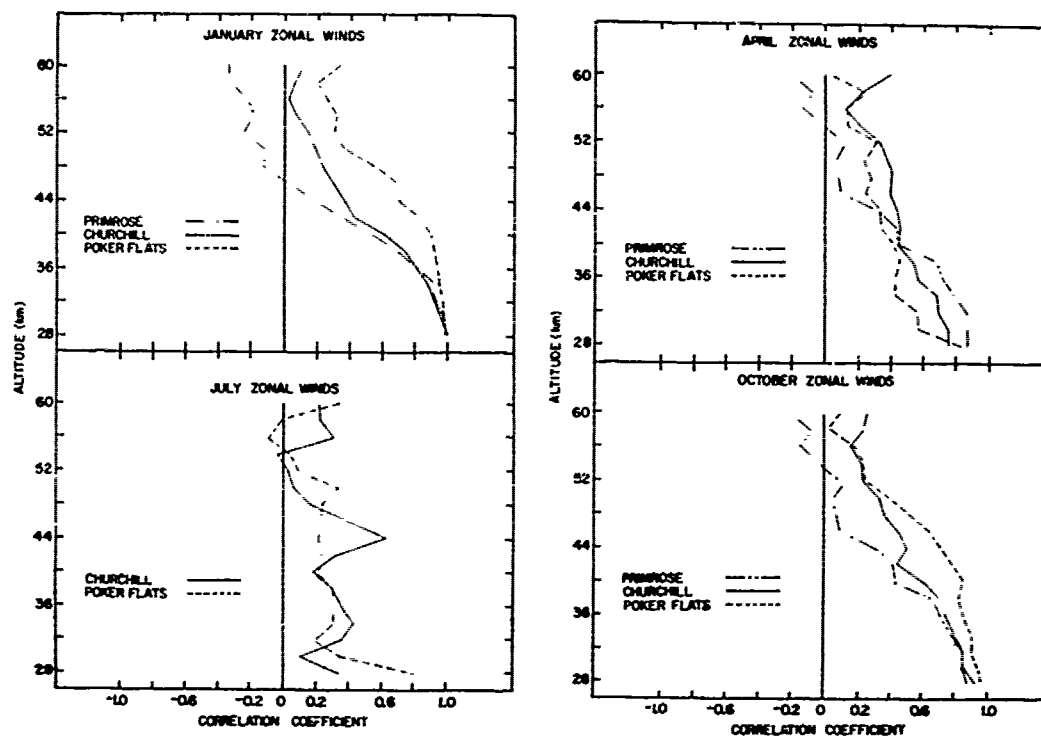 JANUARY ZONAL WINDS
60
52
44
36
28
ALTITUDE (km)
PRIMROSE
CHURCHILL
POKER FLATS
JULY ZONAL WINDS
60
52
44
36
28
CHURCHILL
POKER FLATS
-1.0
-0.6
0
0.2
0.6
1.0
CORRELATION COEFFICIENT
APRIL ZONAL WINDS
60
52
44
36
28
ALTITUDE (km)
PRIMROSE
CHURCHILL
POKER FLATS
OCTOBER ZONAL WINDS
60
52
44
36
28
PRIMROSE
CHURCHILL
POKER FLATS
-1.0
-0.6
0
0.2
0.6
1.0
CORRELATION COEFFICIENT